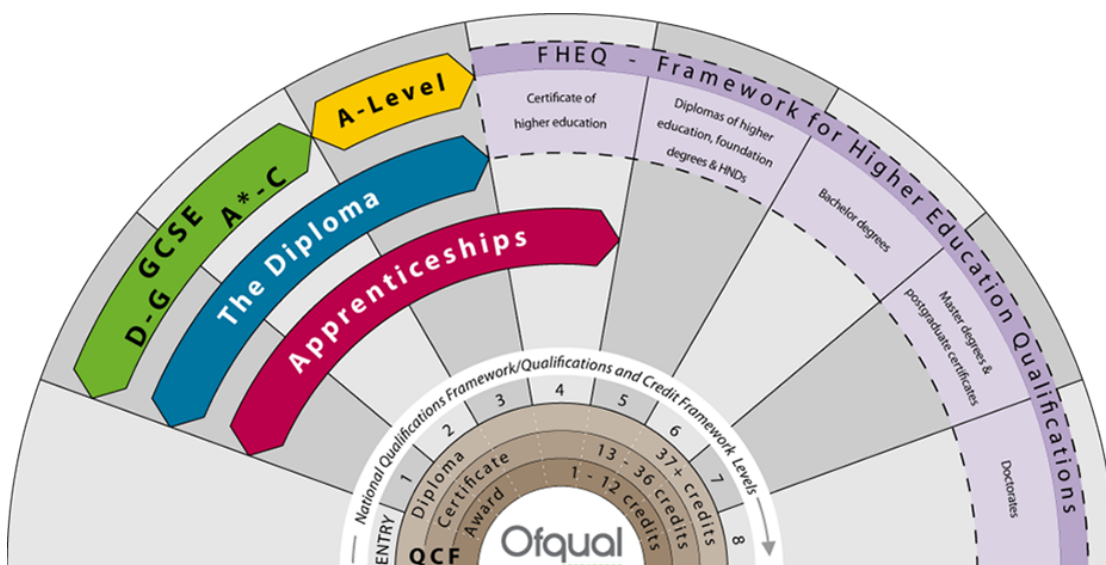 A-Level
GCSE
D-G A*-C
The Diploma
Apprenticeships
FHEQ - Framework for Higher Education Qualifications
Certificate of
higher education
Diplomas of higher
education, foundation
degrees & HNDs
Bachelor degrees
Master degrees &
postgraduate certificates
Doctorates
National Qualifications Framework/Qualifications and Credit Framework Levels
ENTRY
1
2
3
4
5
6
7
8
Diploma
37+ credits
Certificate
13 - 36 credits
Award
1 - 12 credits
QCF
Ofqual